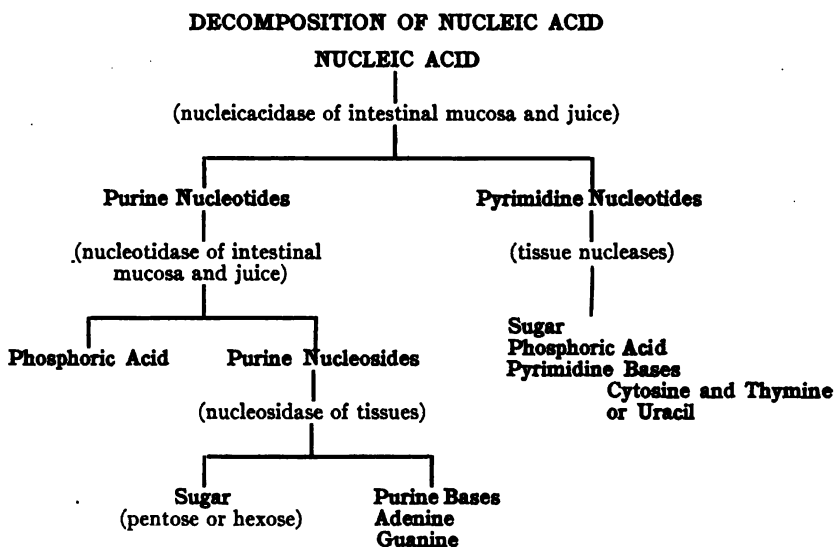 DECOMPOSITION OF NUCLEIC ACID
NUCLEIC ACID
(nucleicacidase of intestinal mucosa and juice)
Purine Nucleotides
Pyrimidine Nucleotides
(nucleotidase of intestinal
mucosa and juice)
(tissue nucleases)
Phosphoric Acid
Purine Nucleosides
Sugar
Phosphoric Acid
Pyrimidine Bases
Cytosine and Thymine
or Uracil
(nucleosidase of tissues)
Sugar
(pentose or hexose)
Purine Bases
Adenine
Guanine